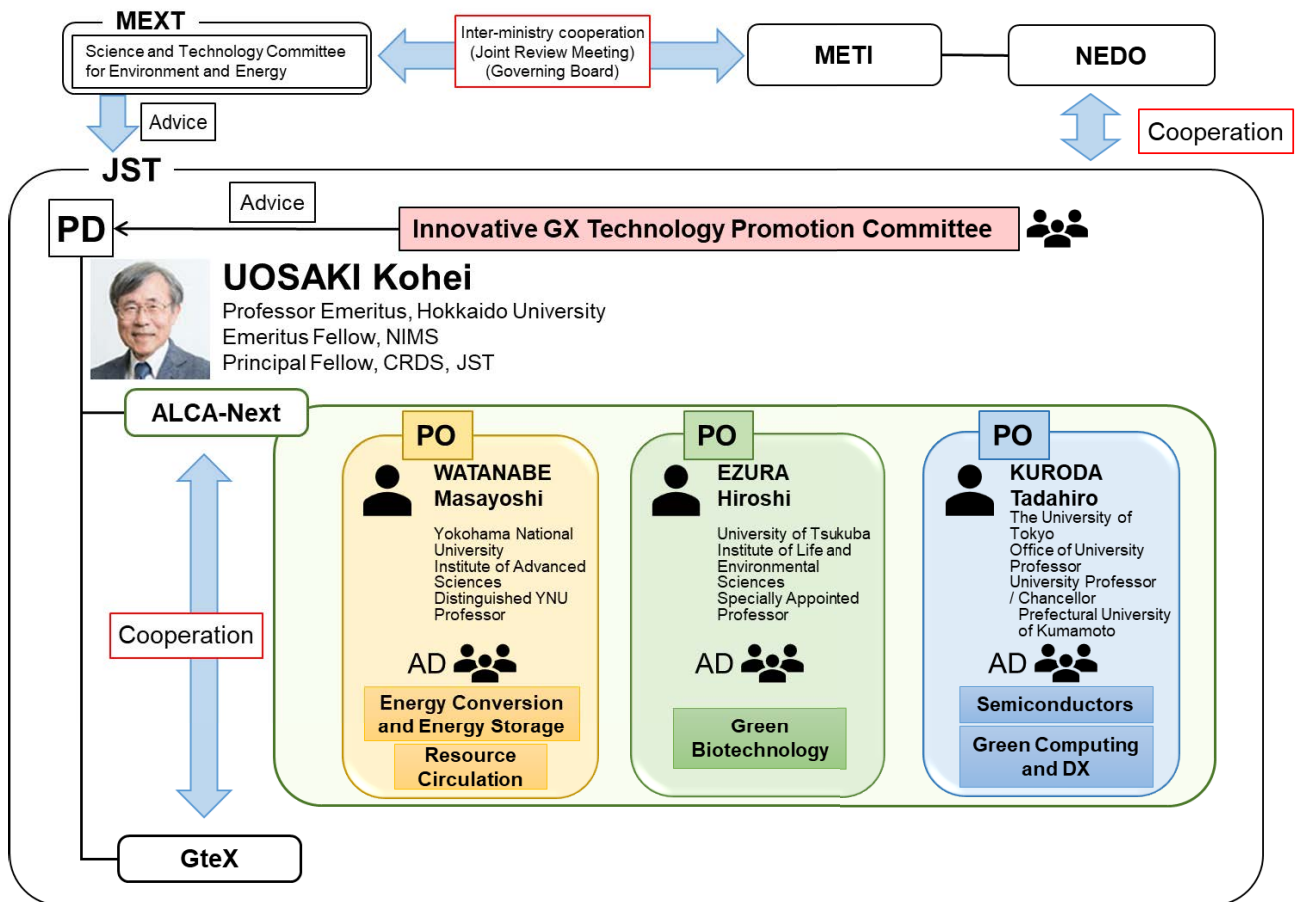 MEXT
Science and Technology Committee
for Environment and Energy
Inter-ministry cooperation
(Joint Review Meeting)
(Governing Board)
METI
NEDO
Advice
Cooperation
JST
PD
Advice
Innovative GX Technology Promotion Committee
UOSAKI Kohei
Professor Emeritus, Hokkaido University
Emeritus Fellow, NIMS
Principal Fellow, CRDS, JST
ALCA-Next
PO
WATANABE
Masayoshi
Yokohama National
University
Institute of Advanced
Sciences
Distinguished YNU
Professor
AD
Energy Conversion
and Energy Storage
Resource
Circulation
PO
EZURA
Hiroshi
University of Tsukuba
Institute of Life and
Environmental
Sciences
Specially Appointed
Professor
AD
Green
Biotechnology
PO
KURODA
Tadahiro
The University of
Tokyo
Office of University
Professor
University Professor
/ Chancellor
Prefectural University
of Kumamoto
AD
Semiconductors
Green Computing
and DX
Cooperation
GteX